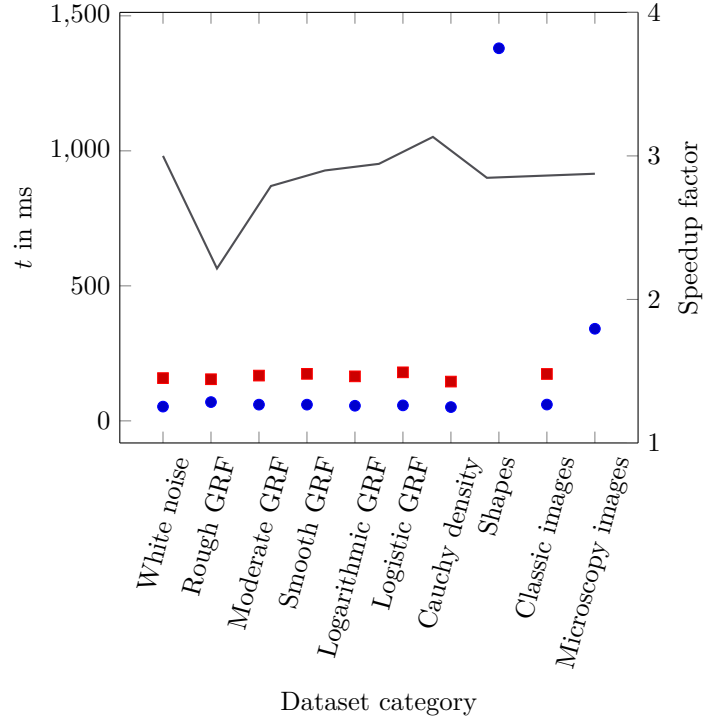 1,500
1,000
500
0
t in ms
4
3
2
1
Speedup factor
White noise
Rough GRF
Moderate GRF
Smooth GRF
Logarithmic GRF
Logistic GRF
Cauchy density
Shapes
Classic images
Microscopy images
Dataset category